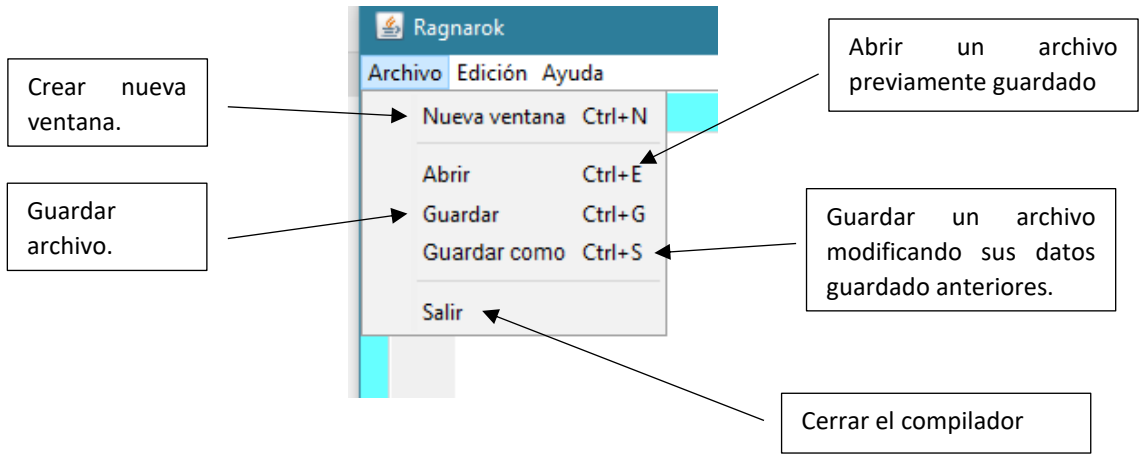 Ragnarok
Archivo Edición Ayuda
Nueva ventana Ctrl+N
Abrir Ctrl+E
Guardar Ctrl+G
Guardar como Ctrl+S
Salir
Crear nueva
ventana.
Guardar
archivo.
Abrir un archivo
previamente guardado
Guardar un archivo
modificando sus datos
guardado anteriores.
Cerrar el compilador